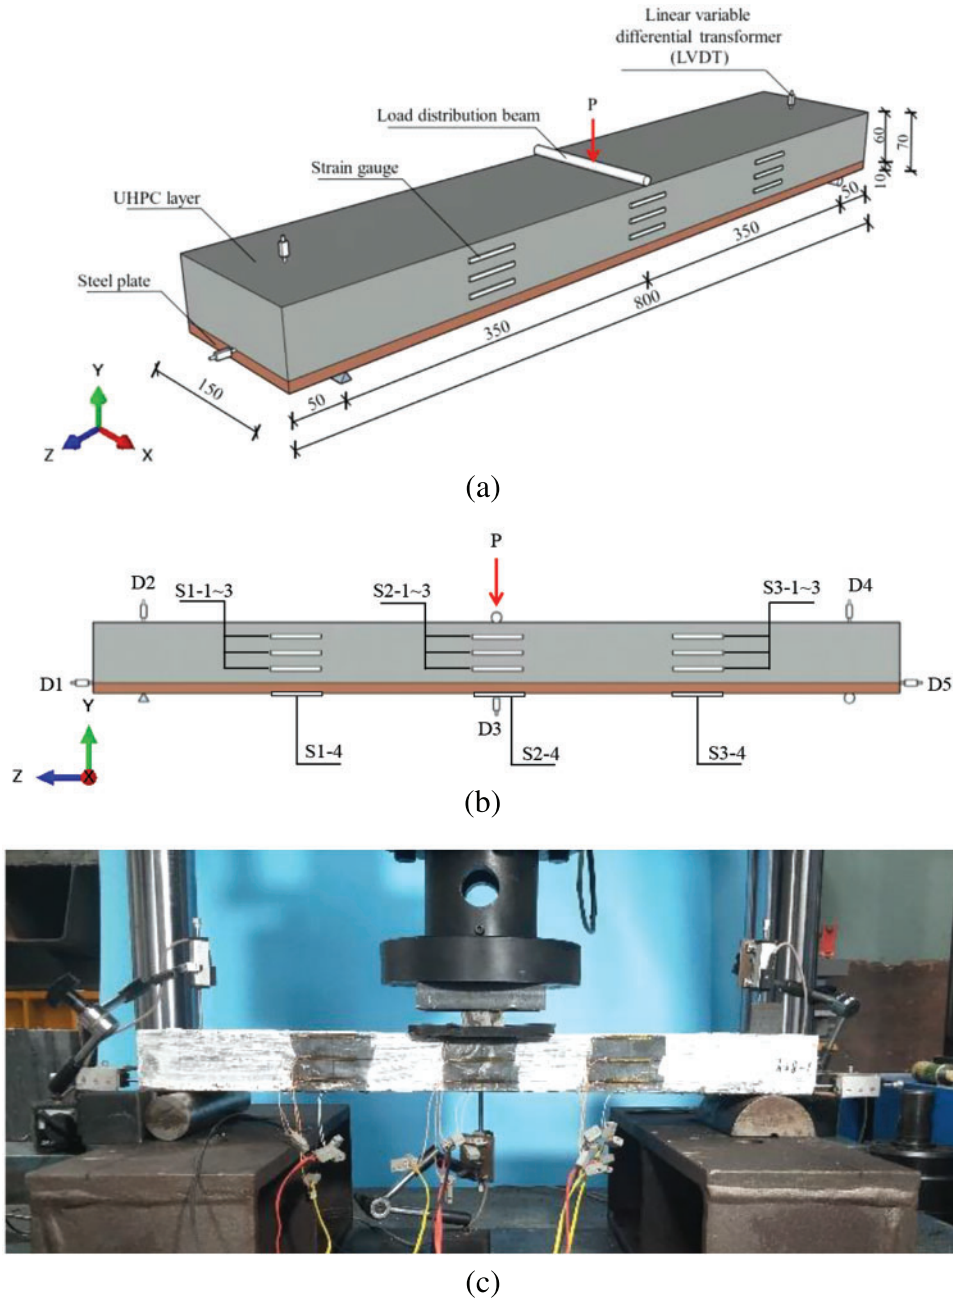 Linear variable
differential transformer
(LVDT)
P
Load distribution beam
Strain gauge
UHPC layer
Steel plate
60
70
10
50
350
800
350
50
150
Y
Z
X
(a)
P
D2
S1-1~3
S2-1~3
S3-1~3
D4
D1
D5
Y
D3
S1-4
S2-4
S3-4
Z
X
(b)
(c)